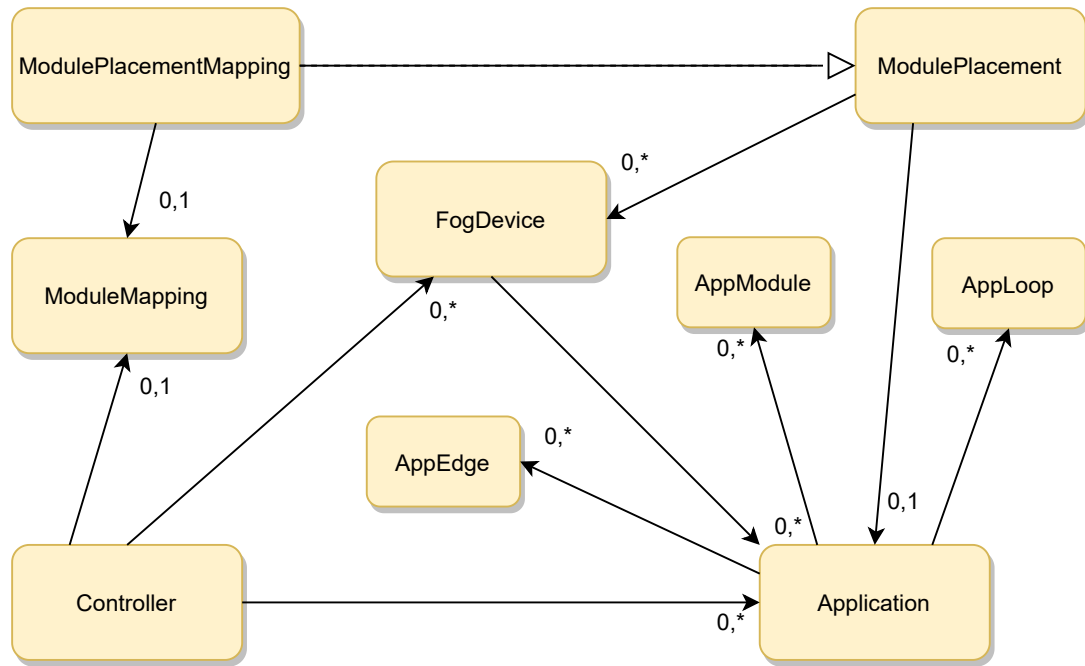 ModulePlacementMapping
ModulePlacement
0,*
0,1
FogDevice
ModuleMapping
AppModule
AppLoop
0,*
0,*
0,*
0,1
AppEdge
0,*
0,1
0,*
Controller
Application
0,*